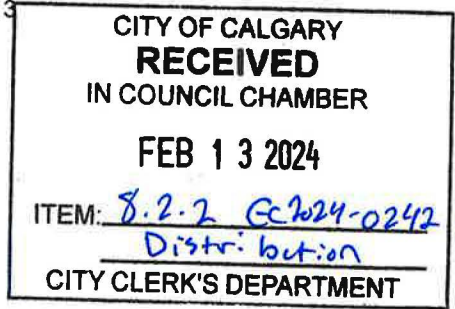 3
CITY OF CALGARY
RECEIVED
IN COUNCIL CHAMBER
FEB 13 2024
ITEM: 8.2.2 EC2024-0242
Distribution
CITY CLERK'S DEPARTMENT